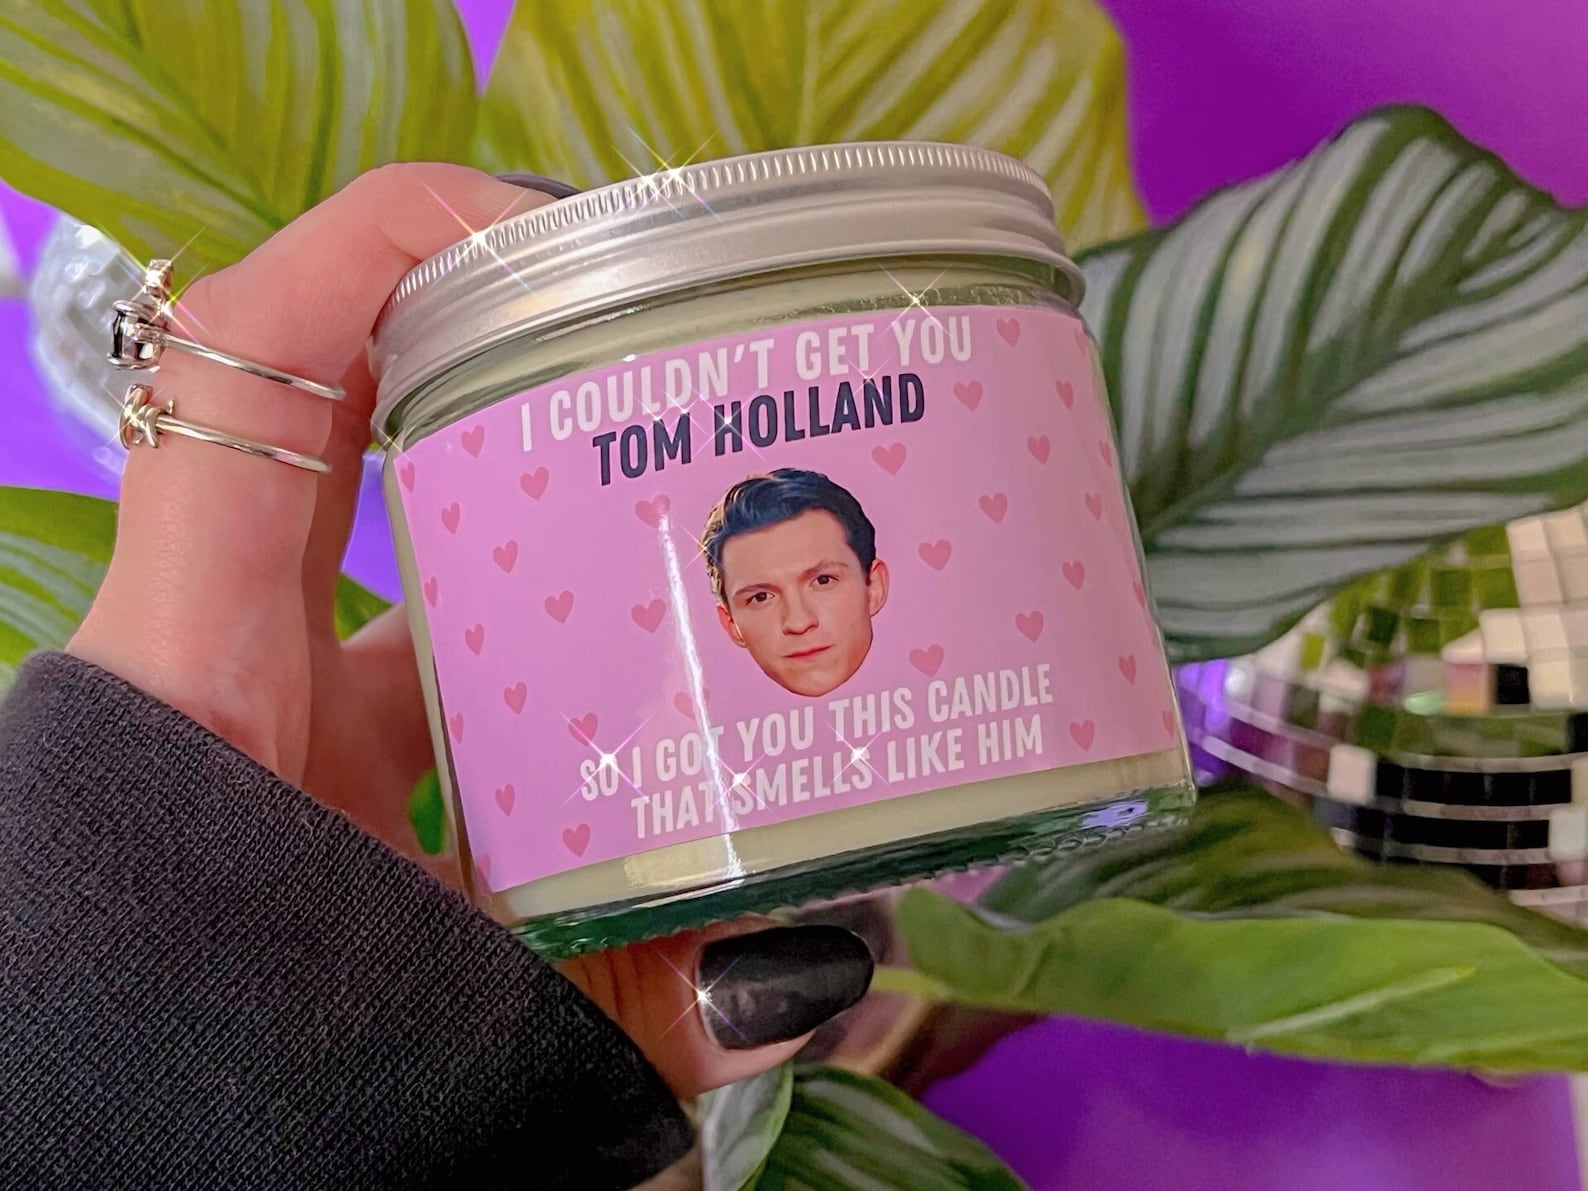 I COULDN'T GET YOU
TOM HOLLAND
SO I GOT YOU THIS CANDLE
THAT SMELLS LIKE HIM